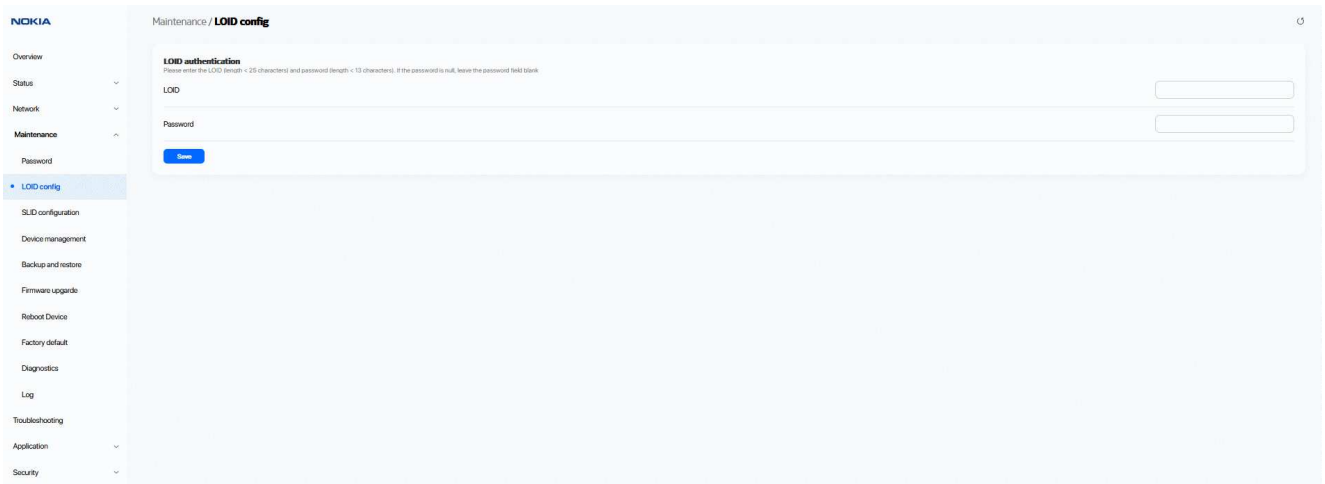 NOKIA
Overview
Status
Network
Maintenance
Password
LOID config
SLID configuration
Device management
Backup and restore
Firmware upgarde
Reboot Device
Factory default
Diagnostics
Log
Troubleshooting
Application
Security
Maintenance / LOID config
LOID authentication
Please enter the LOID (length < 25 characters) and password (length < 13 characters). If the password is null, leave the password field blank
LOID
Password
Save